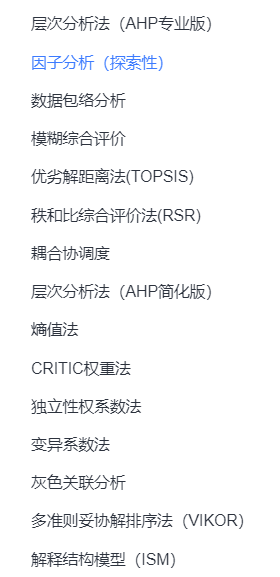 层次分析法（AHP专业版）
因子分析（探索性）
数据包络分析
模糊综合评价
优劣解距离法(TOPSIS)
秩和比综合评价法(RSR)
耦合协调度
层次分析法（AHP简化版）
熵值法
CRITIC权重法
独立性权系数法
变异系数法
灰色关联分析
多准则妥协解排序法（VIKOR）
解释结构模型（ISM）